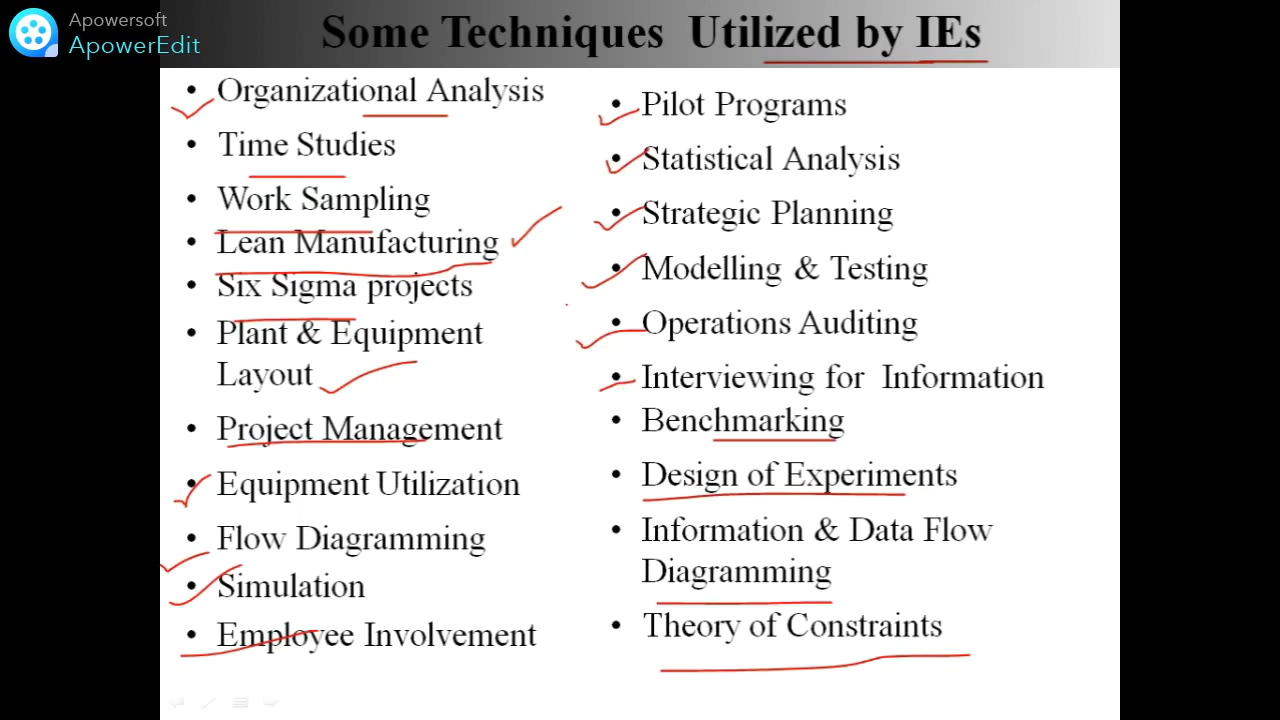 Apowersoft
ApowerEdit
Some Techniques Utilized by IEs
• Organizational Analysis
• Time Studies
• Work Sampling
• Lean Manufacturing
• Six Sigma projects
• Plant & Equipment
Layout
• Project Management
• Equipment Utilization
• Flow Diagramming
• Simulation
• Employee Involvement
• Pilot Programs
• Statistical Analysis
• Strategic Planning
• Modelling & Testing
• Operations Auditing
• Interviewing for Information
• Benchmarking
• Design of Experiments
• Information & Data Flow
Diagramming
• Theory of Constraints